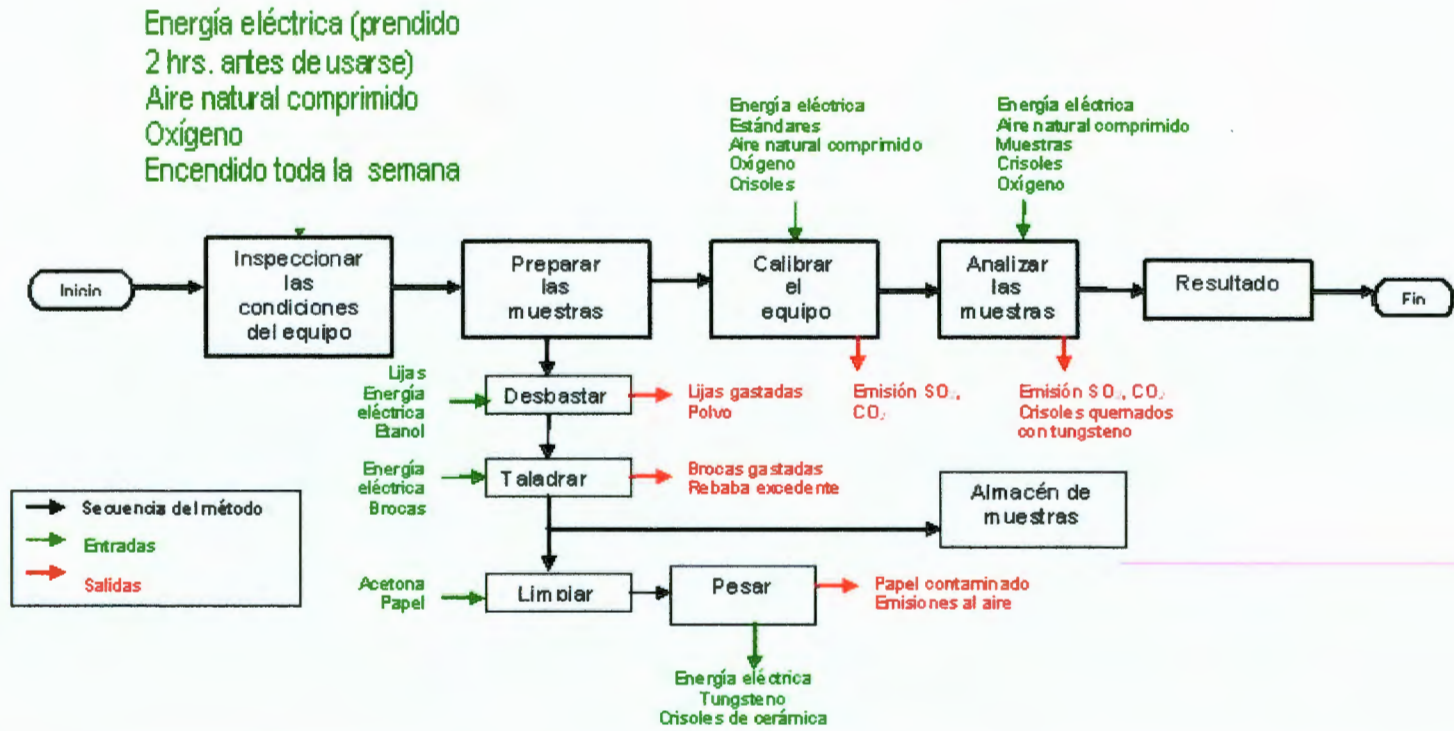 Energía eléctrica (prendido
2 hrs. antes de usarse)
Aire natural comprimido
Oxígeno
Encendido toda la semana
Energía eléctrica
Estándares
Aire natural comprimido
Oxígeno
Crisoles
Energía eléctrica
Aire natural comprimido
Muestras
Crisoles
Oxígeno
Inicio
Inspeccionar
las
condiciones
del equipo
Preparar
las
muestras
Calibrar
el
equipo
Analizar
las
muestras
Resultado
Fin
Lijas
Energía
eléctrica
Etanol
Desbastar
Lijas gastadas
Polvo
Emisión SO₂,
CO₂
Emisión SO₂, CO₂
Crisoles quemados
con tungsteno
Energía
eléctrica
Brocas
Taladrar
Brocas gastadas
Rebaba excedente
Almacén de
muestras
Secuencia del método
Entradas
Salidas
Acetona
Papel
Limpiar
Pesar
Papel contaminado
Emisiones al aire
Energía eléctrica
Tungsteno
Crisoles de cerámica